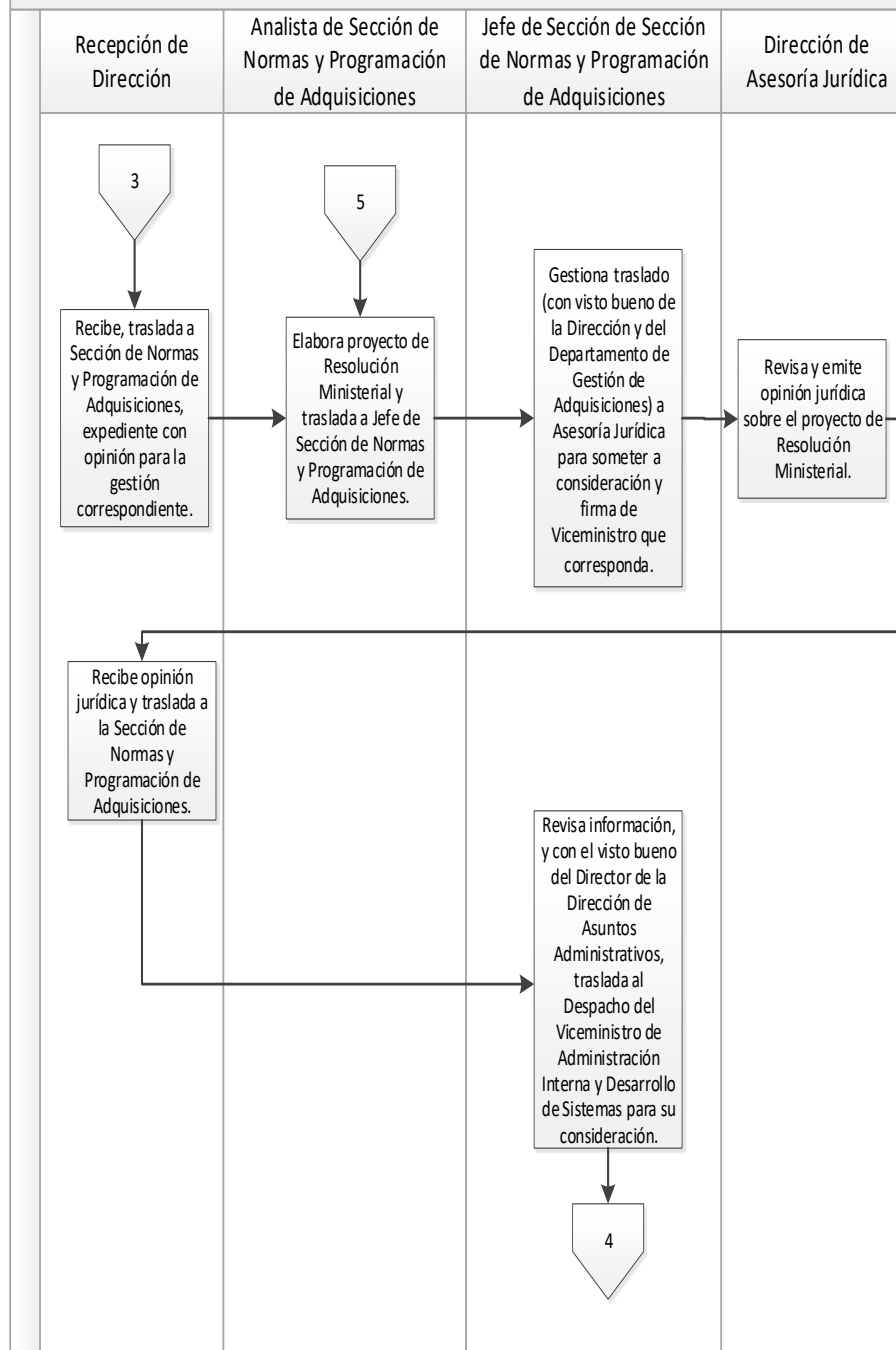 Recepción de
Dirección
Analista de Sección de
Normas y Programación
de Adquisiciones
Jefe de Sección de Sección
de Normas y Programación
de Adquisiciones
Dirección de
Asesoría Jurídica
3
5
Recibe, traslada a
Sección de Normas
y Programación de
Adquisiciones,
expediente con
opinión para la
gestión
correspondiente.
Elabora proyecto de
Resolución
Ministerial y
traslada a Jefe de
Sección de Normas
y Programación de
Adquisiciones.
Gestiona traslado
(con visto bueno de
la Dirección y del
Departamento de
Gestión de
Adquisiciones) a
Asesoría Jurídica
para someter a
consideración y
firma de
Viceministro que
corresponda.
Revisa y emite
opinión jurídica
sobre el proyecto de
Resolución
Ministerial.
Recibe opinión
jurídica y traslada a
la Sección de
Normas y
Programación de
Adquisiciones.
Revisa información,
y con el visto bueno
del Director de la
Dirección de
Asuntos
Administrativos,
traslada al
Despacho del
Viceministro de
Administración
Interna y Desarrollo
de Sistemas para su
consideración.
4